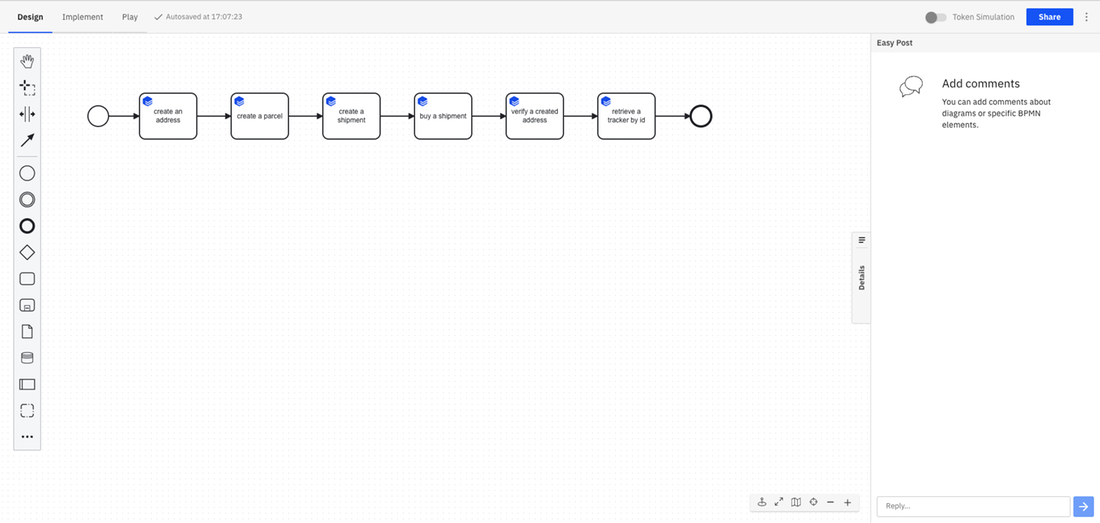 Design Implement Play Autosaved at 17:07:23 Token Simulation Share
Easy Post
Add comments
You can add comments about
diagrams or specific BPMN
elements.
create an
address
create a parcel
create a
shipment
buy a shipment
verify a created
address
retrieve a
tracker by id
Details
Reply...